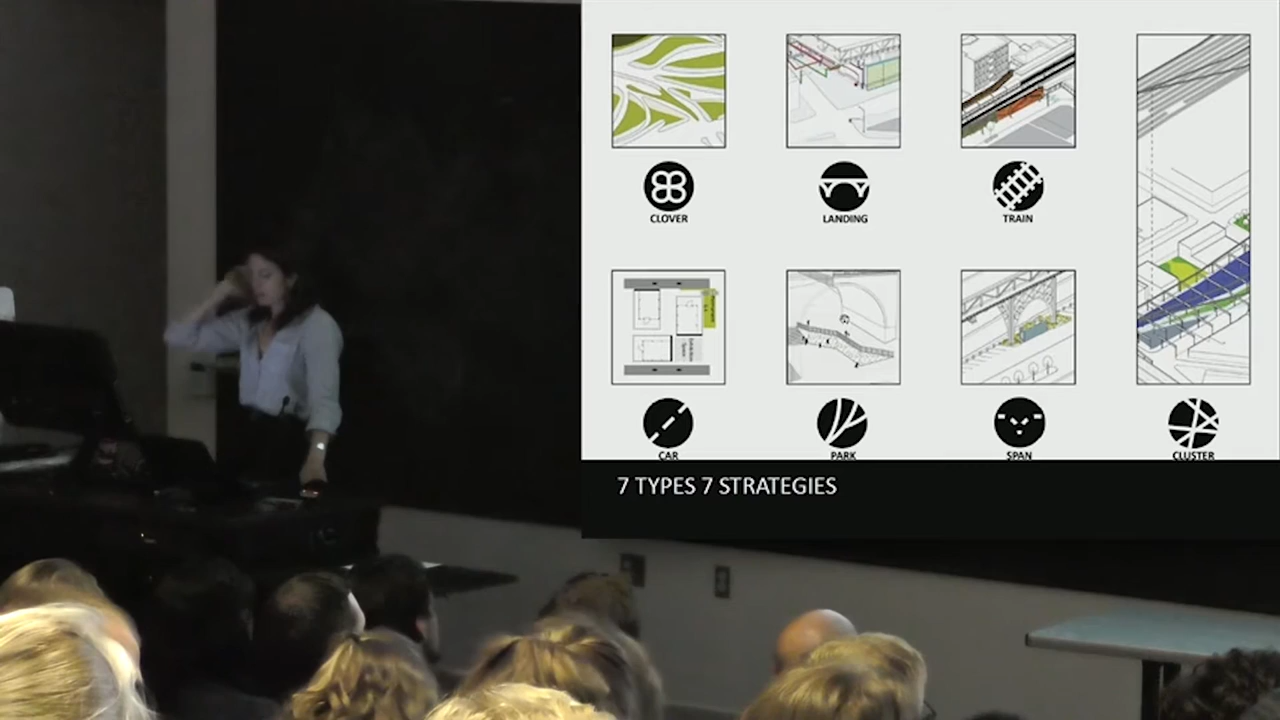 CLOVER
LANDING
TRAIN
CAR
PARK
SPAN
CLUSTER
7 TYPES 7 STRATEGIES